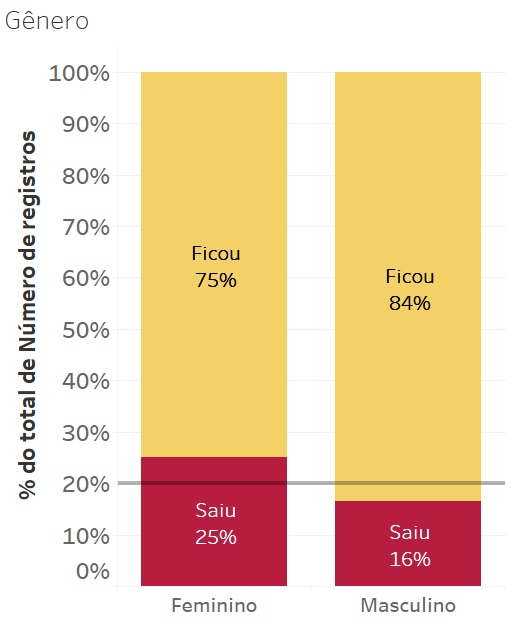 Gênero
% do total de Número de registros
100%
90%
80%
70%
60%
50%
40%
30%
20%
10%
0%
Ficou
75%
Saiu
25%
Ficou
84%
Saiu
16%
Feminino
Masculino